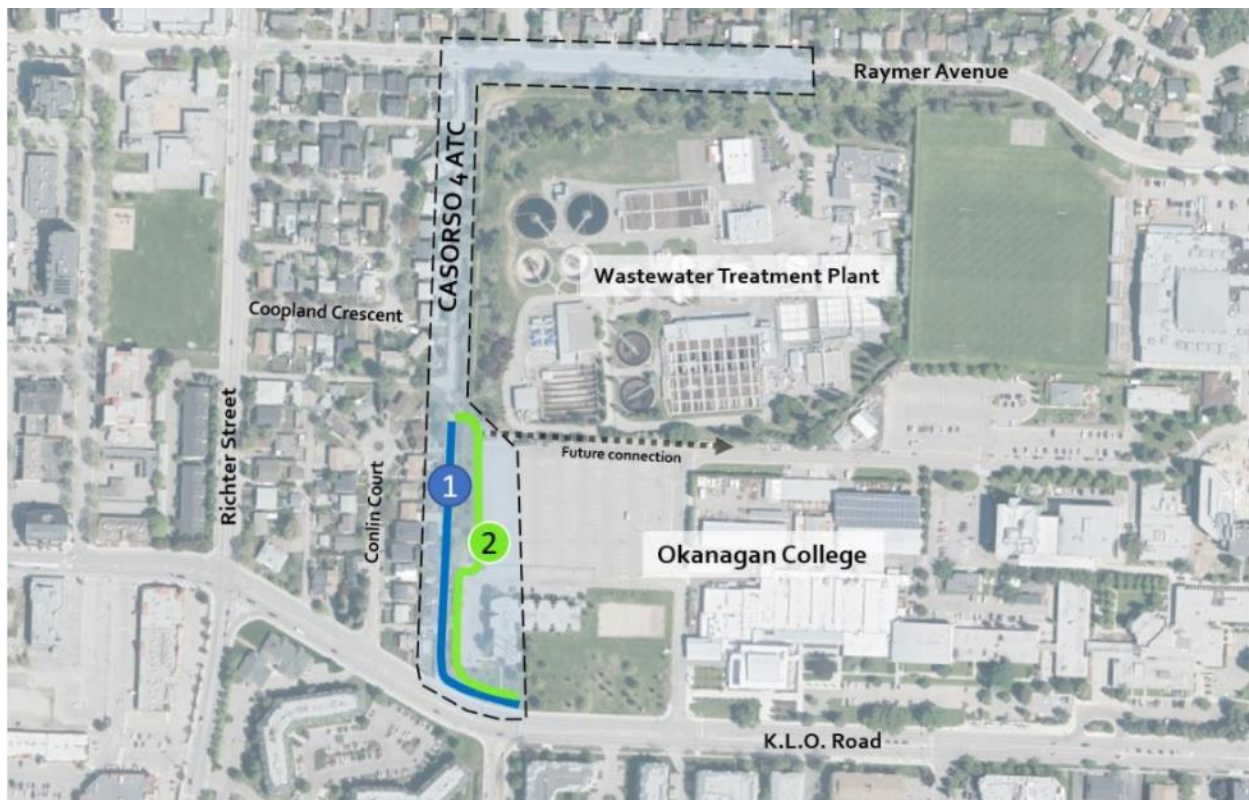 Raymer Avenue
CASORSO 4 ATC
Wastewater Treatment Plant
Coopland Crescent
Richter Street
Conlin Court
Future connection
1
2
Okanagan College
K.L.O. Road